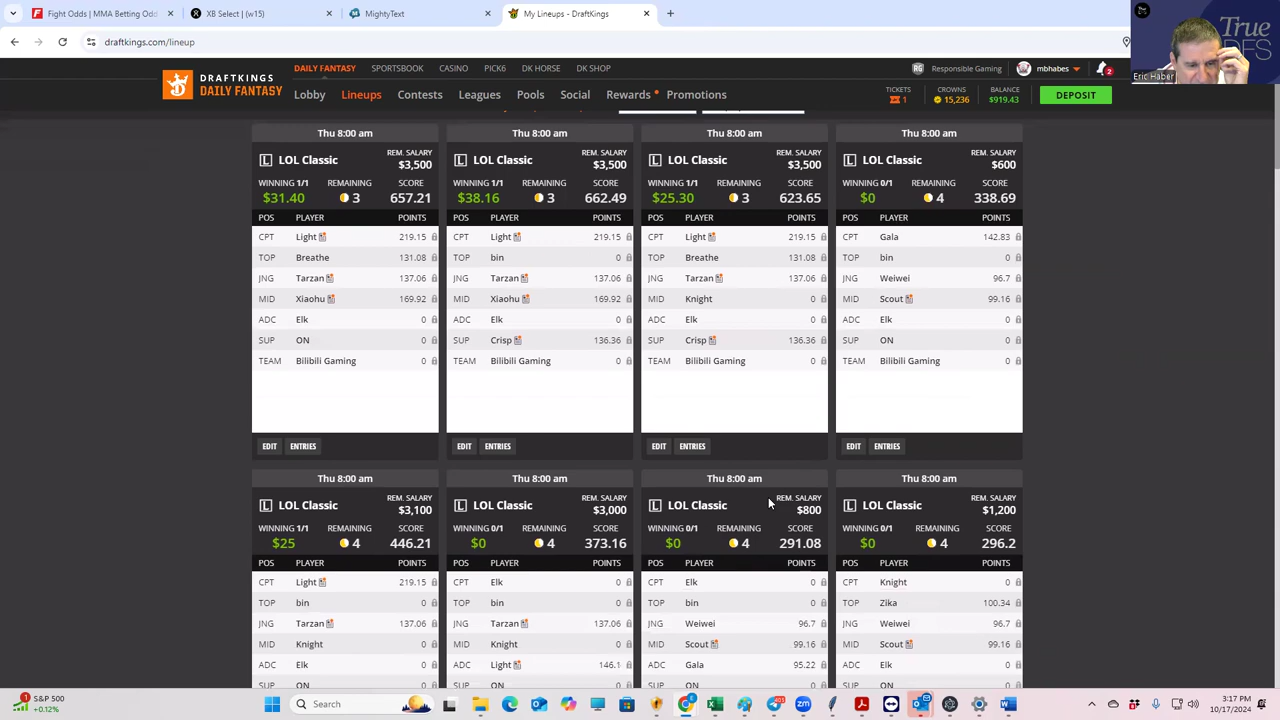 Fight Odds | MMA Betting Odd
XB Select | (w15)
MightyText
My Lineups - DraftKings
draftkings.com/lineup
True
Eric Haber
DRAFTKINGS
DAILY FANTASY
DAILY FANTASY SPORTSBOOK CASINO PICK6 DK HORSE DK SHOP
Responsible Gaming mbhabes 2
Lobby Lineups Contests Leagues Pools Social Rewards Promotions
TICKETS 1 CROWNS 15,236 BALANCE $919.43 DEPOSIT
Thu 8:00 am
LOL Classic REM. SALARY $3,500
WINNING 1/1 REMAINING SCORE
$31.40 3 657.21
POS PLAYER POINTS
CPT Light 219.15
TOP Breathe 131.08
JNG Tarzan 137.06
MID Xiaohu 169.92
ADC Elk 0
SUP ON 0
TEAM Bilibili Gaming 0
EDIT ENTRIES
Thu 8:00 am
LOL Classic REM. SALARY $3,500
WINNING 1/1 REMAINING SCORE
$38.16 3 662.49
POS PLAYER POINTS
CPT Light 219.15
TOP bin 0
JNG Tarzan 137.06
MID Xiaohu 169.92
ADC Elk 0
SUP Crisp 136.36
TEAM Bilibili Gaming 0
EDIT ENTRIES
Thu 8:00 am
LOL Classic REM. SALARY $3,500
WINNING 1/1 REMAINING SCORE
$25.30 3 623.65
POS PLAYER POINTS
CPT Light 219.15
TOP Breathe 131.08
JNG Tarzan 137.06
MID Knight 0
ADC Elk 0
SUP Crisp 136.36
TEAM Bilibili Gaming 0
EDIT ENTRIES
Thu 8:00 am
LOL Classic REM. SALARY $600
WINNING 0/1 REMAINING SCORE
$0 4 338.69
POS PLAYER POINTS
CPT Gala 142.83
TOP bin 0
JNG Weiwei 96.7
MID Scout 99.16
ADC Elk 0
SUP ON 0
TEAM Bilibili Gaming 0
EDIT ENTRIES
Thu 8:00 am
LOL Classic REM. SALARY $3,100
WINNING 1/1 REMAINING SCORE
$25 4 446.21
POS PLAYER POINTS
CPT Light 219.15
TOP bin 0
JNG Tarzan 137.06
MID Knight 0
ADC Elk 0
SUP ON 0
Thu 8:00 am
LOL Classic REM. SALARY $3,000
WINNING 0/1 REMAINING SCORE
$0 4 373.16
POS PLAYER POINTS
CPT Elk 0
TOP bin 0
JNG Tarzan 137.06
MID Knight 0
ADC Light 146.1
SUP ON 0
Thu 8:00 am
LOL Classic REM. SALARY $800
WINNING 0/1 REMAINING SCORE
$0 4 291.08
POS PLAYER POINTS
CPT Elk 0
TOP bin 0
JNG Weiwei 96.7
MID Scout 99.16
ADC Gala 95.22
SUP ON 0
Thu 8:00 am
LOL Classic REM. SALARY $1,200
WINNING 0/1 REMAINING SCORE
$0 4 296.2
POS PLAYER POINTS
CPT Knight 0
TOP Zika 100.34
JNG Weiwei 96.7
MID Scout 99.16
ADC Elk 0
SUP ON 0
S&P 500
+0.12%
Search
3:17 PM
10/17/2024